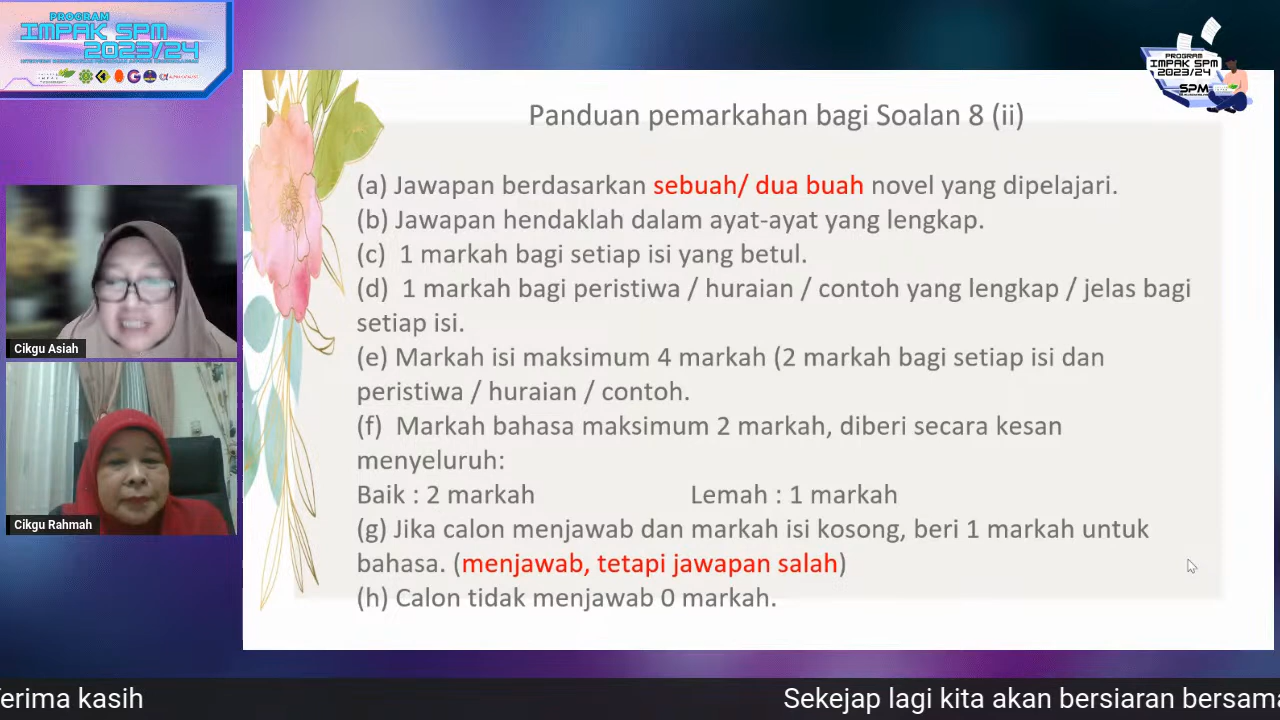 PROGRAM
IMPAK SPM
2023/24
PROGRAM
IMPAK SPM
2023/24
SPM
Panduan pemarkahan bagi Soalan 8 (ii)
(a) Jawapan berdasarkan sebuah/ dua buah novel yang dipelajari.
(b) Jawapan hendaklah dalam ayat-ayat yang lengkap.
(c) 1 markah bagi setiap isi yang betul.
(d) 1 markah bagi peristiwa / huraian / contoh yang lengkap / jelas bagi
setiap isi.
(e) Markah isi maksimum 4 markah (2 markah bagi setiap isi dan
peristiwa / huraian / contoh.
(f) Markah bahasa maksimum 2 markah, diberi secara kesan
menyeluruh:
Baik : 2 markah Lemah : 1 markah
(g) Jika calon menjawab dan markah isi kosong, beri 1 markah untuk
bahasa. (menjawab, tetapi jawapan salah)
(h) Calon tidak menjawab 0 markah.
Cikgu Asiah
Cikgu Rahmah
Terima kasih Sekejap lagi kita akan bersiaran bersama